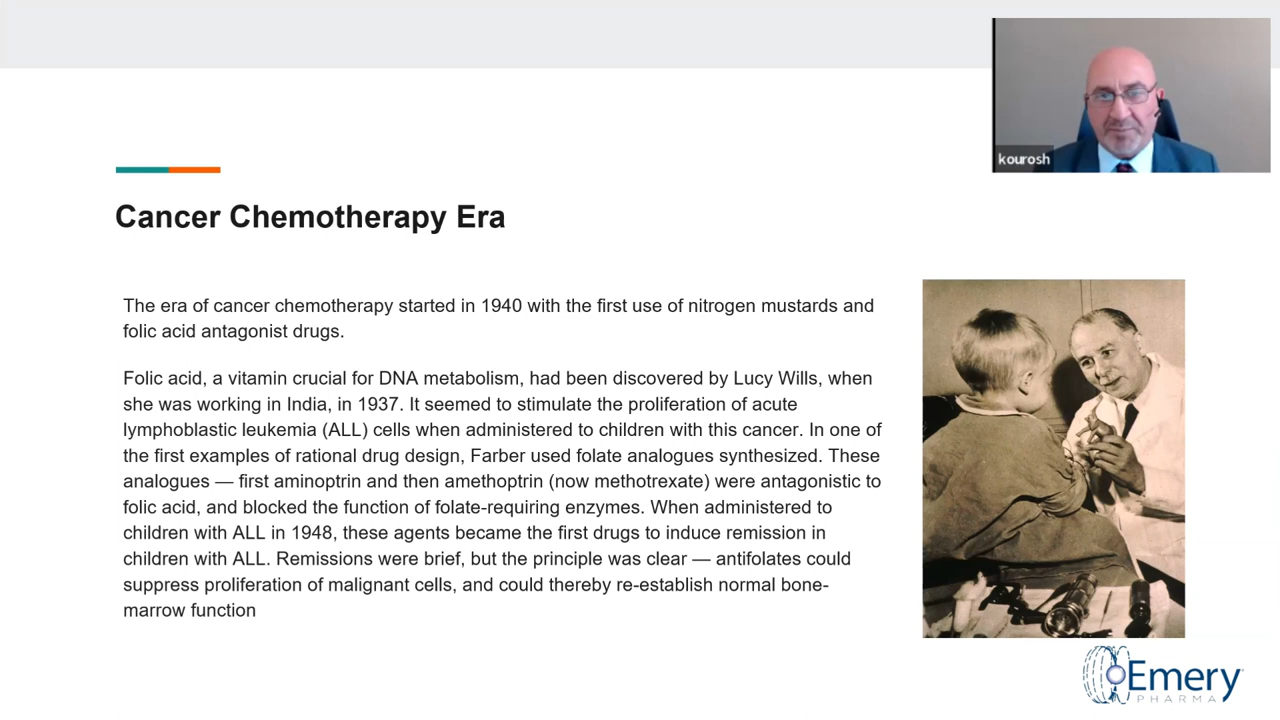 kourosh
Cancer Chemotherapy Era
The era of cancer chemotherapy started in 1940 with the first use of nitrogen mustards and
folic acid antagonist drugs.
Folic acid, a vitamin crucial for DNA metabolism, had been discovered by Lucy Wills, when
she was working in India, in 1937. It seemed to stimulate the proliferation of acute
lymphoblastic leukemia (ALL) cells when administered to children with this cancer. In one of
the first examples of rational drug design, Farber used folate analogues synthesized. These
analogues — first aminoptrin and then amethoptrin (now methotrexate) were antagonistic to
folic acid, and blocked the function of folate-requiring enzymes. When administered to
children with ALL in 1948, these agents became the first drugs to induce remission in
children with ALL. Remissions were brief, but the principle was clear — antifolates could
suppress proliferation of malignant cells, and could thereby re-establish normal bone-
marrow function
Emery
PHARMA